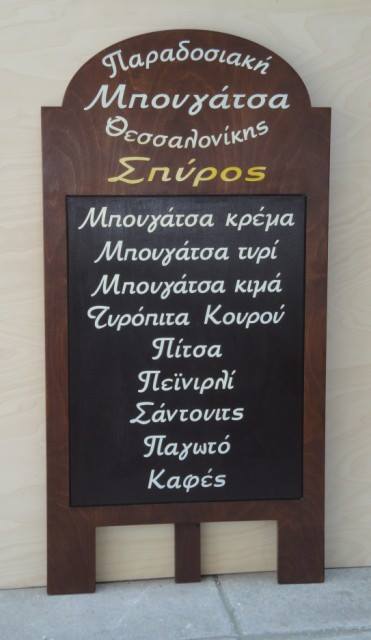 Παραδοσιακή
Μπουγάτσα
Θεσσαλονίκης
Σπύρος
Μπουγάτσα κρέμα
Μπουγάτσα τυρί
Μπουγάτσα κιμά
Τυρόπιτα Κουρού
Πίτσα
Πεϊνιρλί
Σάντουιτς
Παγωτό
Καφές